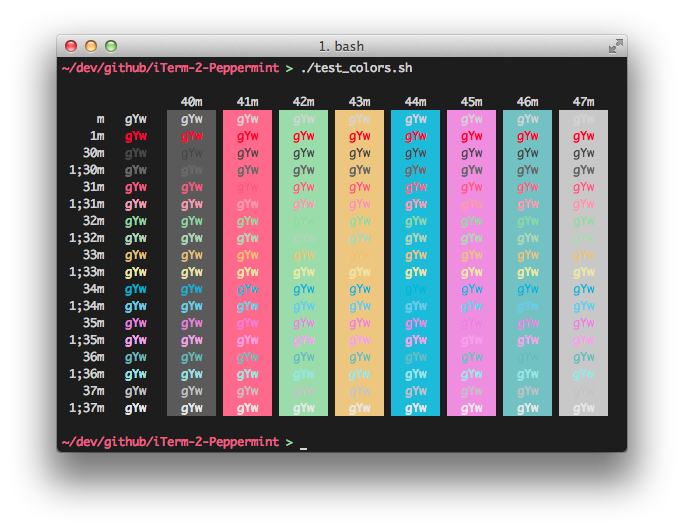 1. bash
~/dev/github/iTerm-2-Peppermint > ./test_colors.sh
40m 41m 42m 43m 44m 45m 46m 47m
m gYw gYw gYw gYw gYw gYw gYw gYw gYw
1m gYw gYw gYw gYw gYw gYw gYw gYw gYw
30m gYw gYw gYw gYw gYw gYw gYw gYw gYw
1;30m gYw gYw gYw gYw gYw gYw gYw gYw gYw
31m gYw gYw gYw gYw gYw gYw gYw gYw gYw
1;31m gYw gYw gYw gYw gYw gYw gYw gYw gYw
32m gYw gYw gYw gYw gYw gYw gYw gYw gYw
1;32m gYw gYw gYw gYw gYw gYw gYw gYw gYw
33m gYw gYw gYw gYw gYw gYw gYw gYw gYw
1;33m gYw gYw gYw gYw gYw gYw gYw gYw gYw
34m gYw gYw gYw gYw gYw gYw gYw gYw gYw
1;34m gYw gYw gYw gYw gYw gYw gYw gYw gYw
35m gYw gYw gYw gYw gYw gYw gYw gYw gYw
1;35m gYw gYw gYw gYw gYw gYw gYw gYw gYw
36m gYw gYw gYw gYw gYw gYw gYw gYw gYw
1;36m gYw gYw gYw gYw gYw gYw gYw gYw gYw
37m gYw gYw gYw gYw gYw gYw gYw gYw gYw
1;37m gYw gYw gYw gYw gYw gYw gYw gYw gYw
~/dev/github/iTerm-2-Peppermint > _